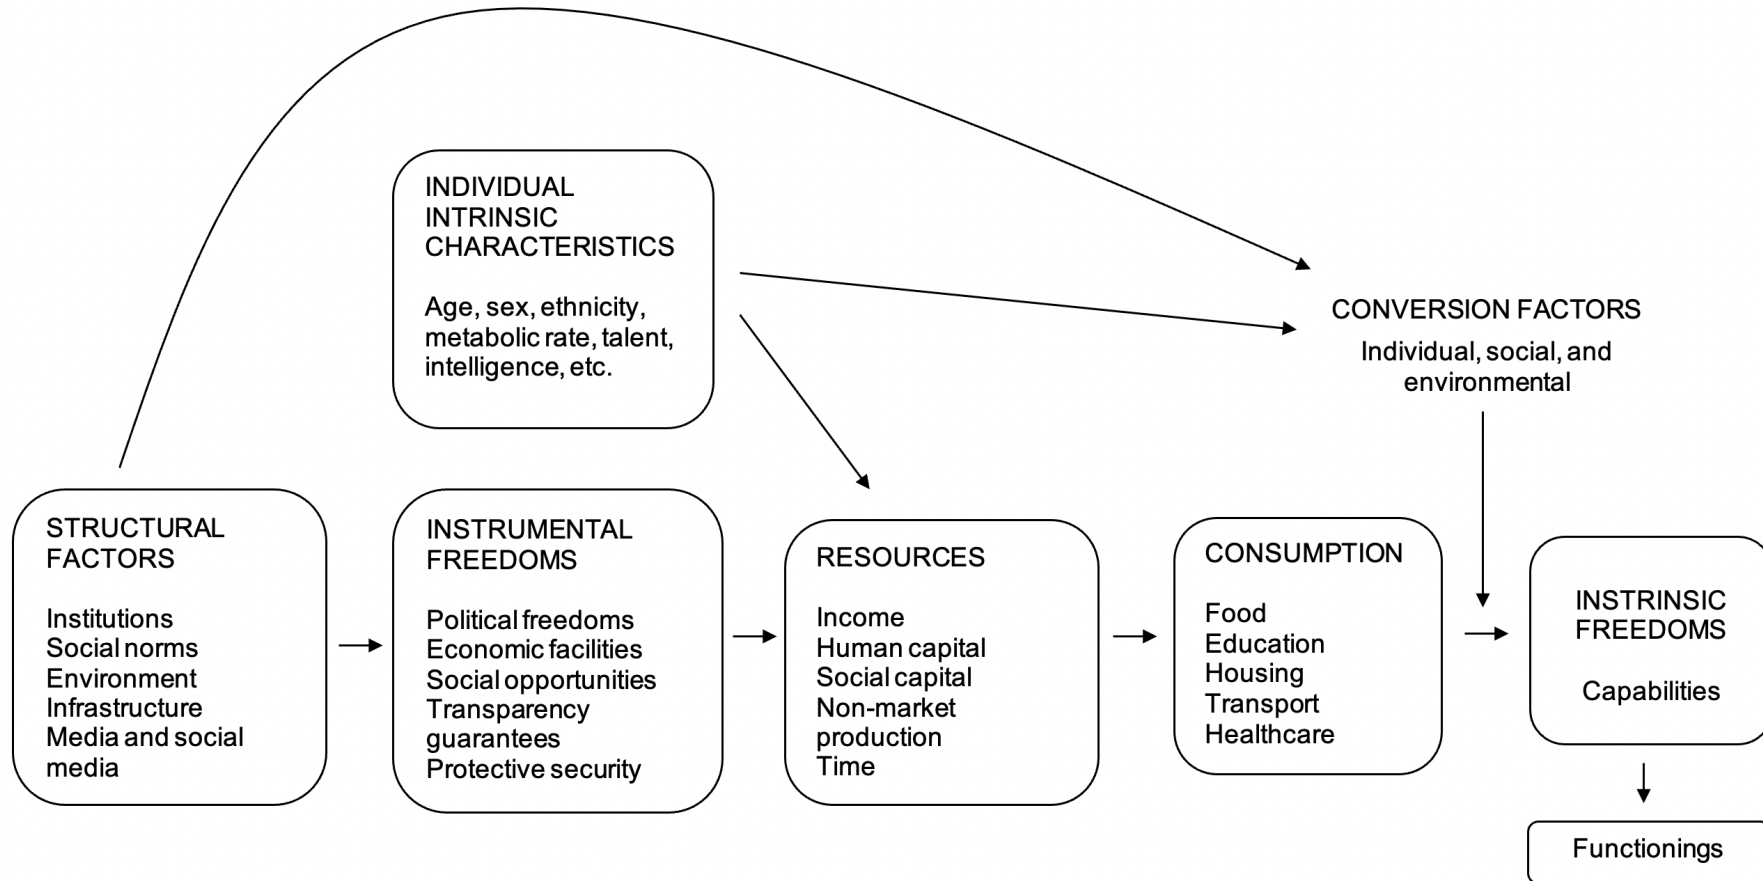 INDIVIDUAL
INTRINSIC
CHARACTERISTICS
Age, sex, ethnicity,
metabolic rate, talent,
intelligence, etc.
CONVERSION FACTORS
Individual, social, and
environmental
STRUCTURAL
FACTORS
Institutions
Social norms
Environment
Infrastructure
Media and social
media
INSTRUMENTAL
FREEDOMS
Political freedoms
Economic facilities
Social opportunities
Transparency
guarantees
Protective security
RESOURCES
Income
Human capital
Social capital
Non-market
production
Time
CONSUMPTION
Food
Education
Housing
Transport
Healthcare
INSTRINSIC
FREEDOMS
Capabilities
Functionings